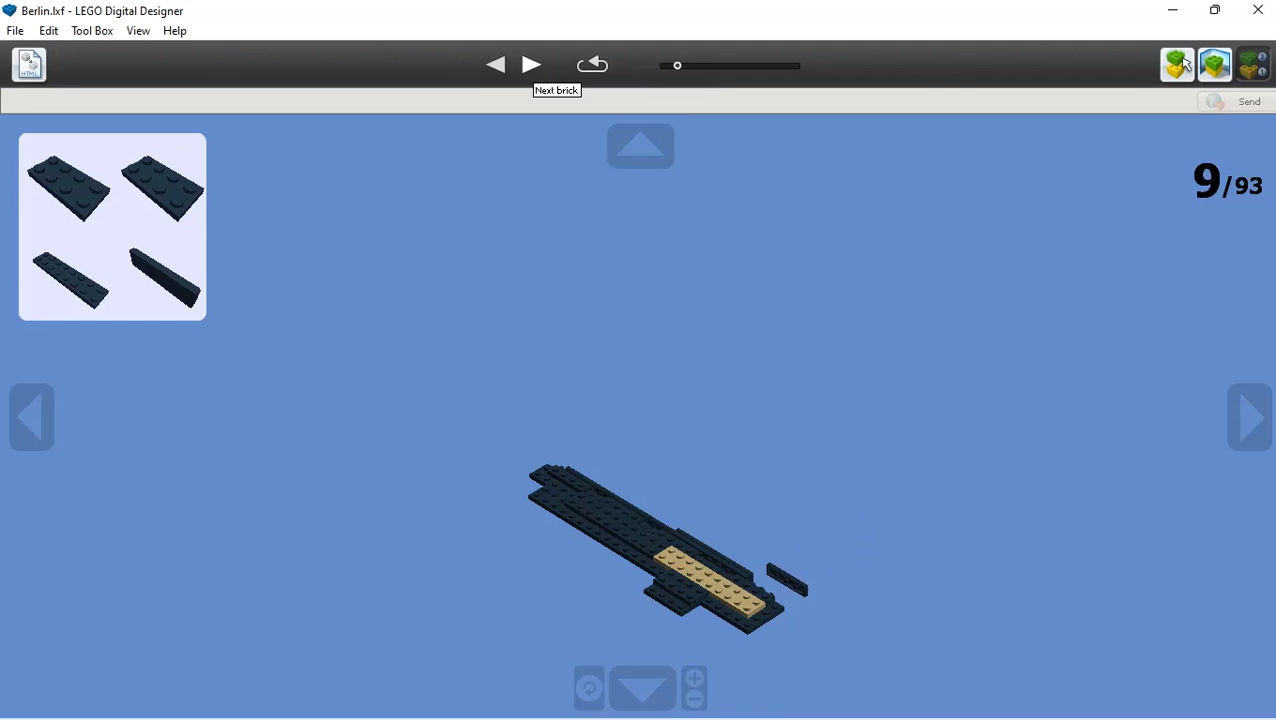 Berlin.lxf - LEGO Digital Designer
File Edit Tool Box View Help
HTML
Next brick
Send
9/93